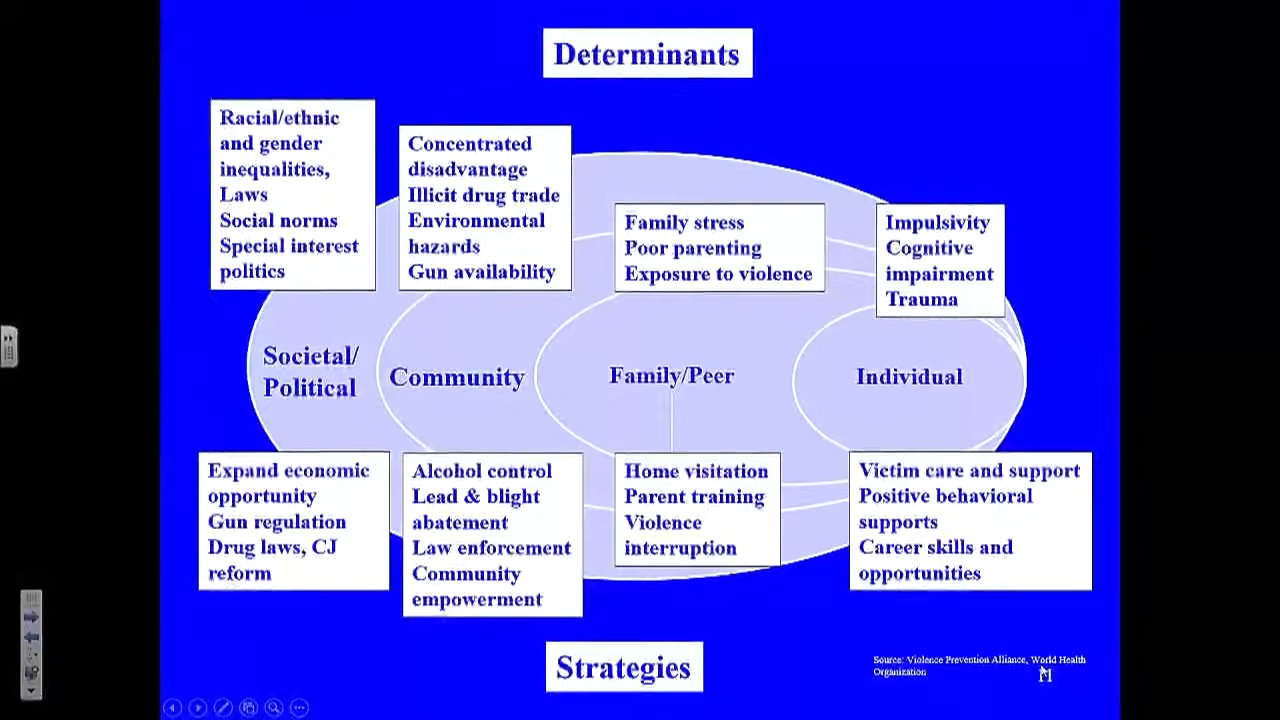 Determinants
Racial/ethnic
and gender
inequalities,
Laws
Social norms
Special interest
politics
Concentrated
disadvantage
Illicit drug trade
Environmental
hazards
Gun availability
Family stress
Poor parenting
Exposure to violence
Impulsivity
Cognitive
impairment
Trauma
Societal/
Political
Community
Family/Peer
Individual
Expand economic
opportunity
Gun regulation
Drug laws, CJ
reform
Alcohol control
Lead & blight
abatement
Law enforcement
Community
empowerment
Home visitation
Parent training
Violence
interruption
Victim care and support
Positive behavioral
supports
Career skills and
opportunities
Strategies
Source: Violence Prevention Alliance, World Health
Organization